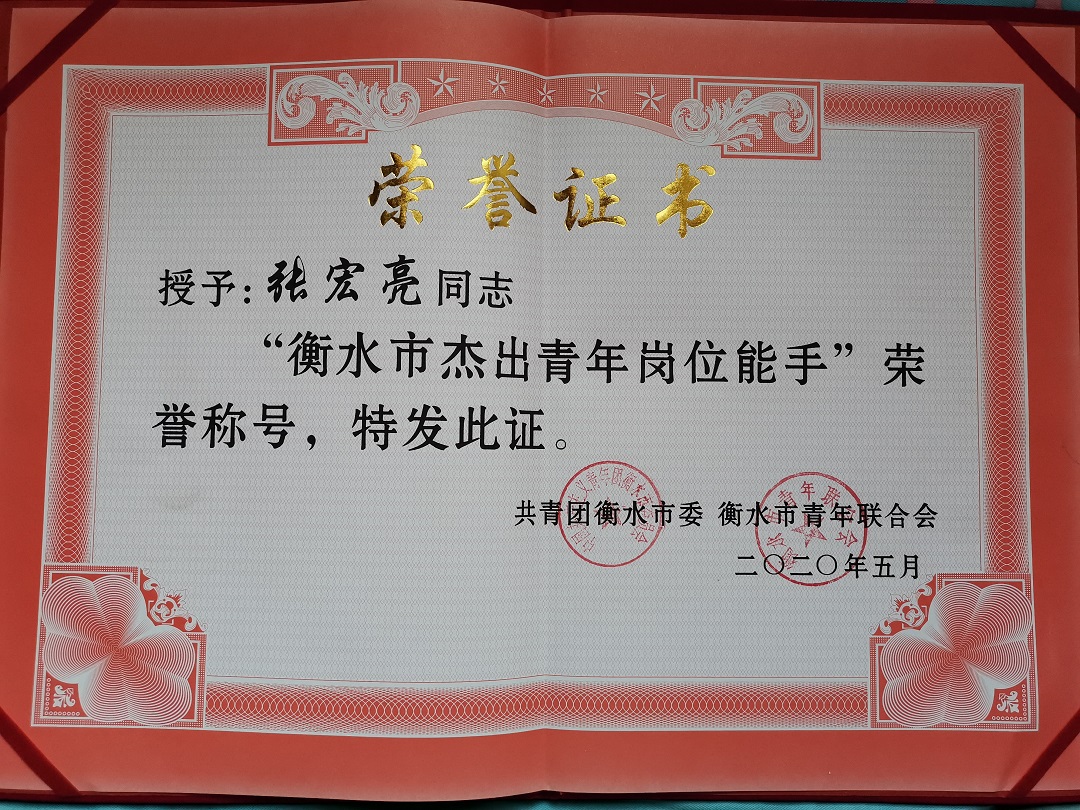 荣誉证书
授予：张宏亮同志
“衡水市杰出青年岗位能手”荣
誉称号，特发此证。
共青团衡水市委 衡水市青年联合会
二〇二〇年五月